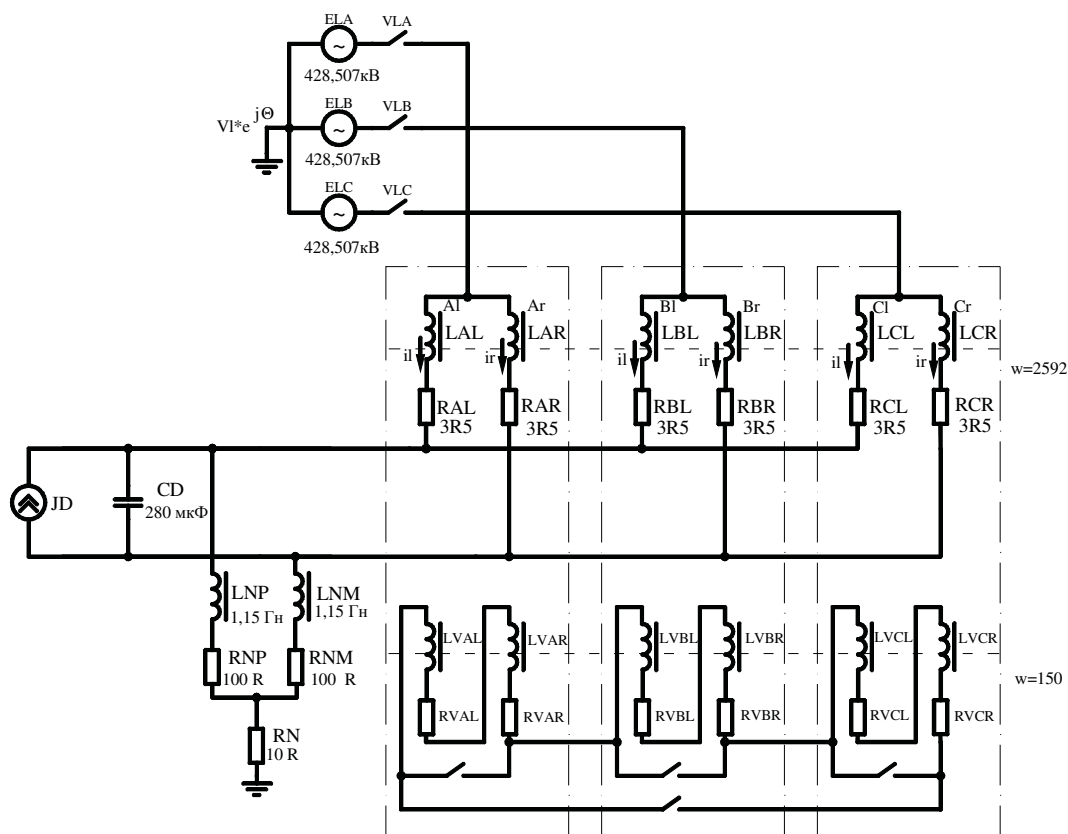 ELA VLA
428,507кВ
ELB VLB
Vl*e jΘ
428,507кВ
ELC VLC
428,507кВ
Al Ar Bl Br Cl Cr
LAL LAR LBL LBR LCL LCR
il ir il ir il ir
w=2592
RAL RAR RBL RBR RCL RCR
3R5 3R5 3R5 3R5 3R5 3R5
JD
CD
280 мкФ
LNP LNM
1,15 Гн 1,15 Гн
LVAL LVAR LVBL LVBR LVCL LVCR
RNP RNM
100 R 100 R
w=150
RVAL RVAR RVBL RVBR RVCL RVCR
RN
10 R